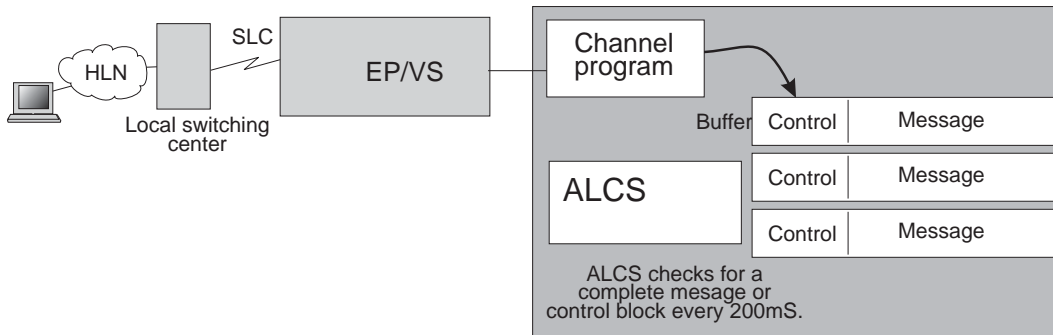 SLC
HLN
EP/VS
Local switching
center
Channel
program
Buffer
Control
Message
Control
Message
Control
Message
ALCS
ALCS checks for a
complete mesage or
control block every 200mS.